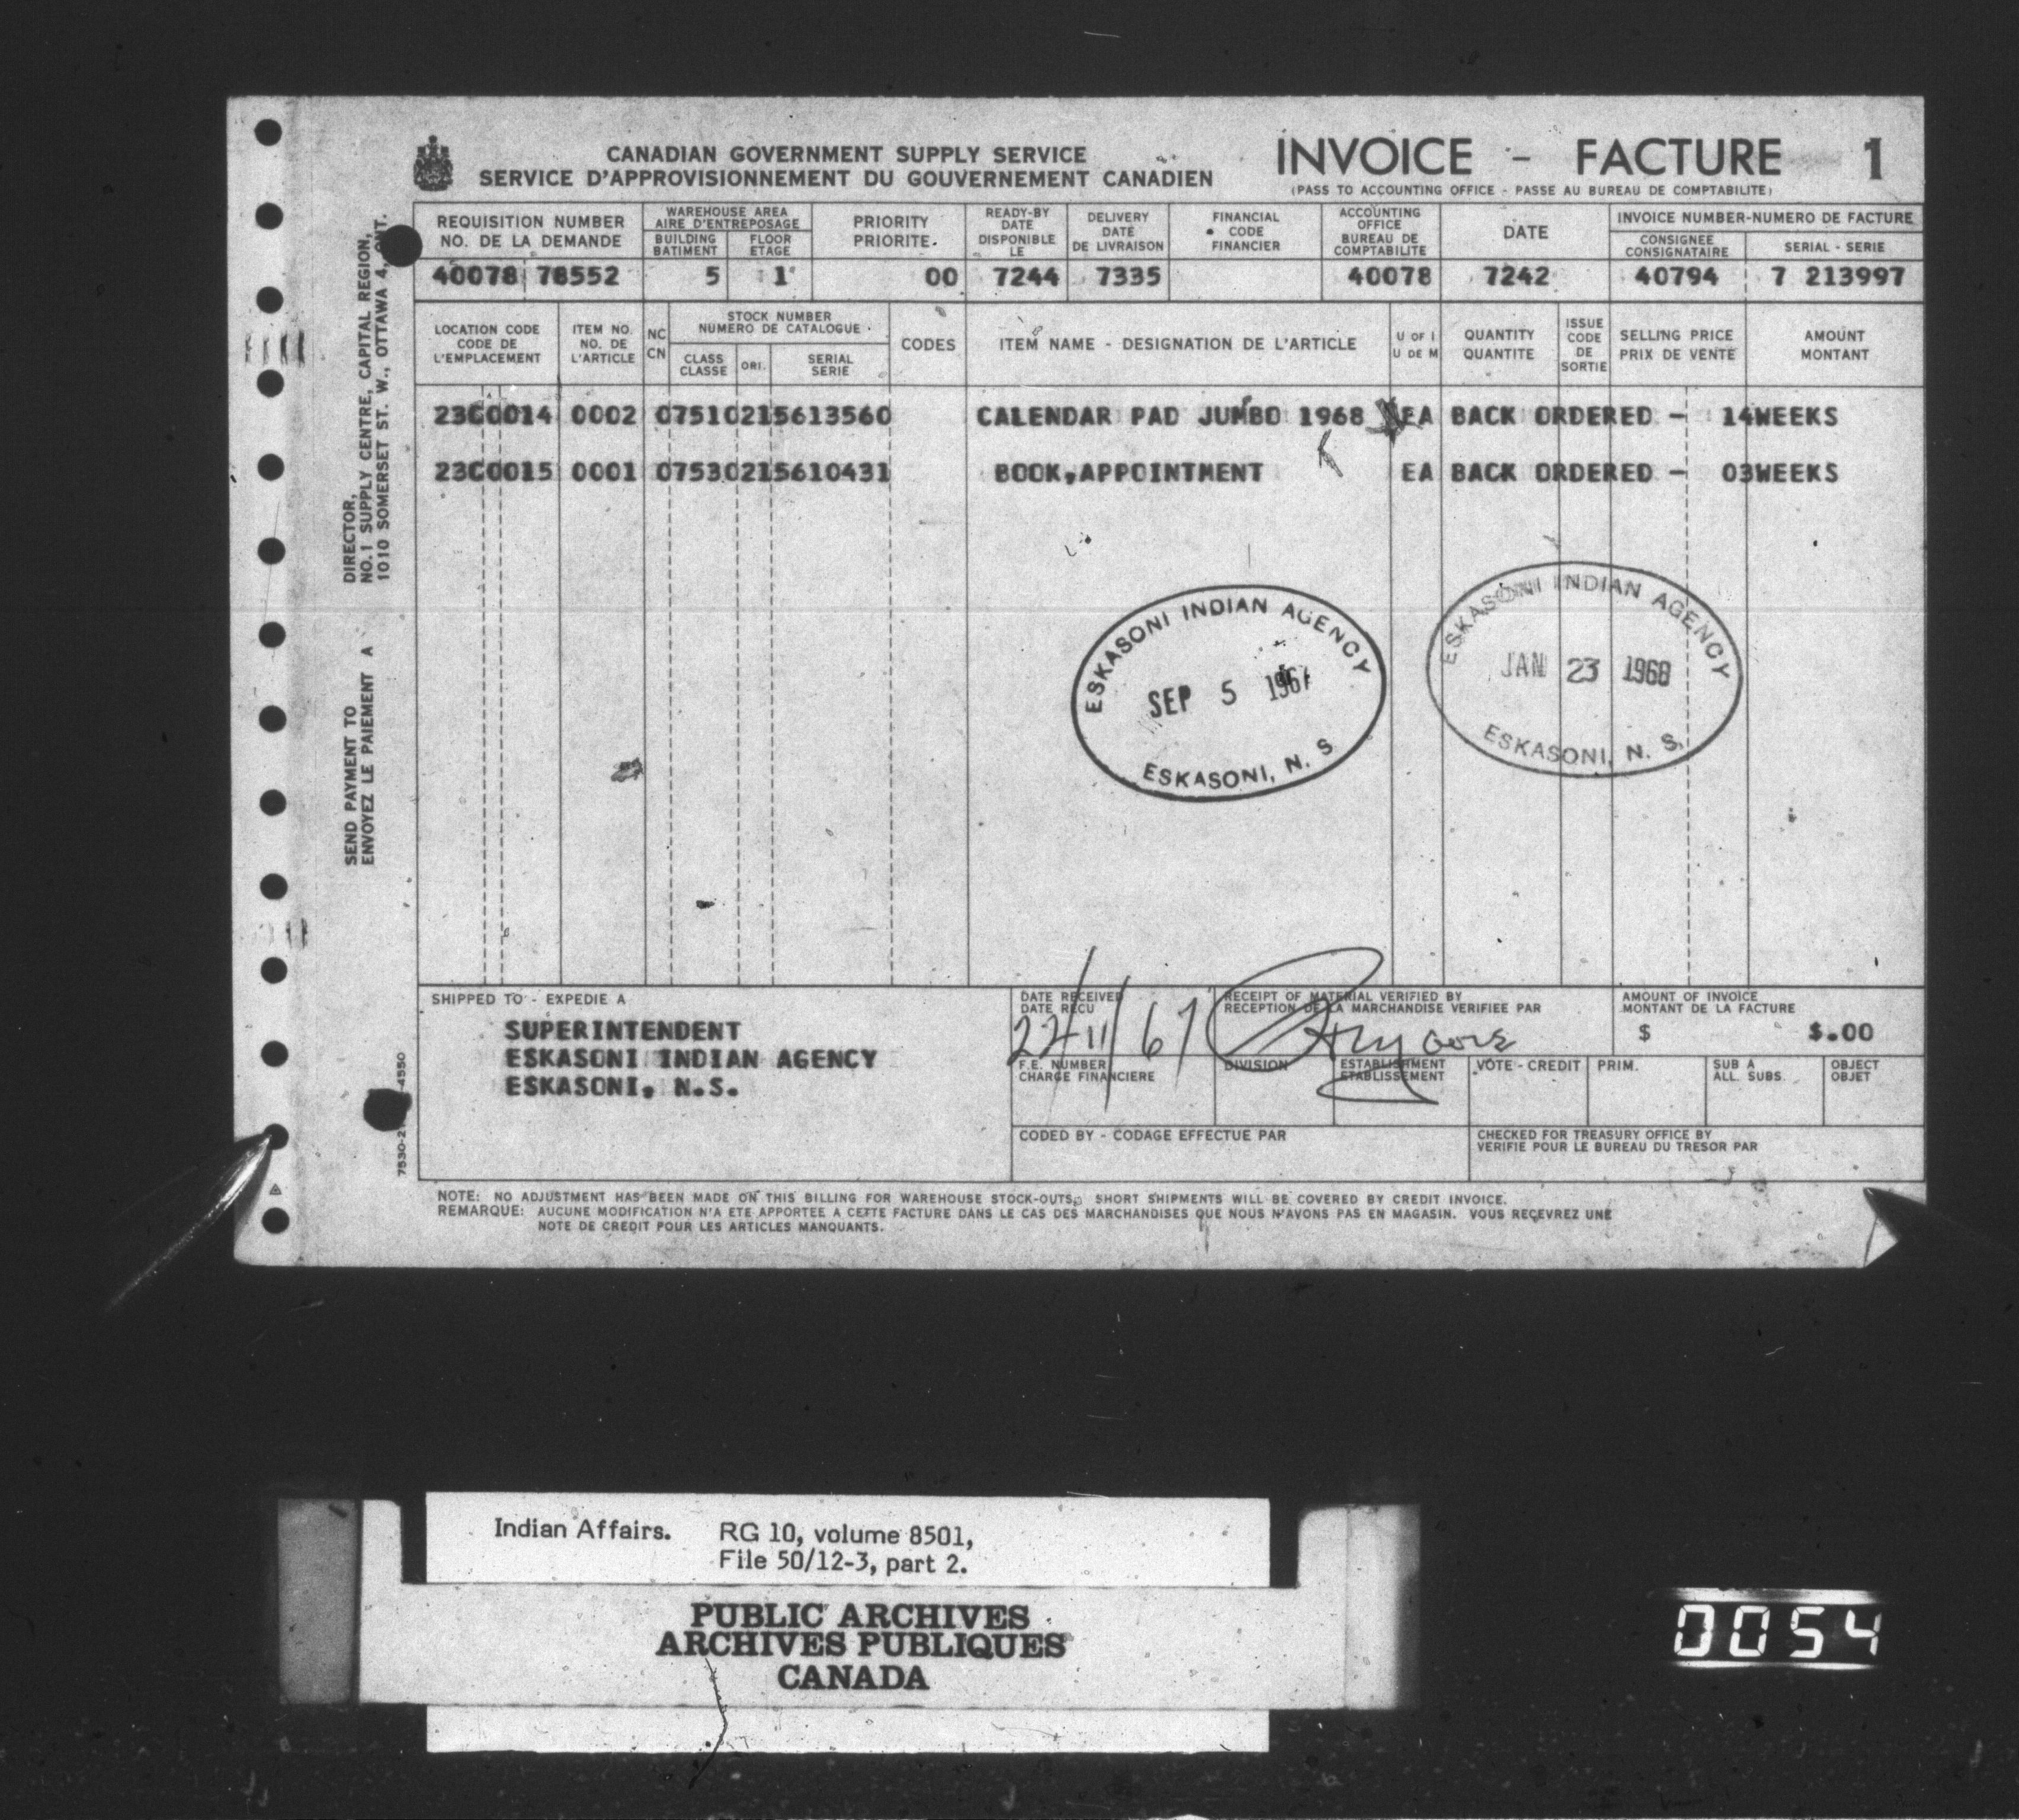 CANADIAN GOVERNMENT SUPPLY SERVICE
SERVICE D'APPROVISIONNEMENT DU GOUVERNEMENT CANADIEN
INVOICE - FACTURE 1
(PASS TO ACCOUNTING OFFICE - PASSE AU BUREAU DE COMPTABILITE)
REQUISITION NUMBER
NO. DE LA DEMANDE
WAREHOUSE AREA
AIRE D'ENTREPOSAGE
BUILDING
BATIMENT
FLOOR
ETAGE
PRIORITY
PRIORITE
READY-BY
DATE
DISPONIBLE
LE
DELIVERY
DATE
DE LIVRAISON
FINANCIAL
CODE
FINANCIER
ACCOUNTING
OFFICE
BUREAU DE
COMPTABILITE
DATE
INVOICE NUMBER-NUMERO DE FACTURE
CONSIGNEE
CONSIGNATAIRE
SERIAL - SERIE
40078 78552 5 1 00 7244 7335 40078 7242 40794 7 213997
LOCATION CODE
CODE DE
L'EMPLACEMENT
ITEM NO.
NO. DE
L'ARTICLE
NC
CN
STOCK NUMBER
NUMERO DE CATALOGUE
CLASS
CLASSE
ORI.
SERIAL
SERIE
CODES
ITEM NAME - DESIGNATION DE L'ARTICLE
U OF I
U DE M
QUANTITY
QUANTITE
ISSUE
CODE
DE
SORTIE
SELLING PRICE
PRIX DE VENTE
AMOUNT
MONTANT
23C0014 0002 07510215613560 CALENDAR PAD JUMBO 1968 EA BACK ORDERED - 14WEEKS
23C0015 0001 07530215610431 BOOK,APPOINTMENT EA BACK ORDERED - 03WEEKS
ESKASONI INDIAN AGENCY
SEP 5 1967
ESKASONI, N. S
ESKASONI INDIAN AGENCY
JAN 23 1968
ESKASONI, N. S.
DIRECTOR,
NO.1 SUPPLY CENTRE, CAPITAL REGION,
1010 SOMERSET ST. W., OTTAWA 4, ONT.
SEND PAYMENT TO
ENVOYEZ LE PAIEMENT A
SHIPPED TO - EXPEDIE A
SUPERINTENDENT
ESKASONI INDIAN AGENCY
ESKASONI, N.S.
DATE RECEIVED
DATE RECU
22/11/67
RECEIPT OF MATERIAL VERIFIED BY
RECEPTION DE LA MARCHANDISE VERIFIEE PAR
AMOUNT OF INVOICE
MONTANT DE LA FACTURE
$ $.00
F.E. NUMBER
CHARGE FINANCIERE
DIVISION
ESTABLISHMENT
ETABLISSEMENT
VOTE - CREDIT
PRIM.
SUB A
ALL. SUBS.
OBJECT
OBJET
CODED BY - CODAGE EFFECTUE PAR
CHECKED FOR TREASURY OFFICE BY
VERIFIE POUR LE BUREAU DU TRESOR PAR
NOTE: NO ADJUSTMENT HAS BEEN MADE ON THIS BILLING FOR WAREHOUSE STOCK-OUTS, SHORT SHIPMENTS WILL BE COVERED BY CREDIT INVOICE.
REMARQUE: AUCUNE MODIFICATION N'A ETE APPORTEE A CETTE FACTURE DANS LE CAS DES MARCHANDISES QUE NOUS N'AVONS PAS EN MAGASIN. VOUS RECEVREZ UNE
NOTE DE CREDIT POUR LES ARTICLES MANQUANTS.
Indian Affairs. RG 10, volume 8501,
File 50/12-3, part 2.
PUBLIC ARCHIVES
ARCHIVES PUBLIQUES
CANADA
0054